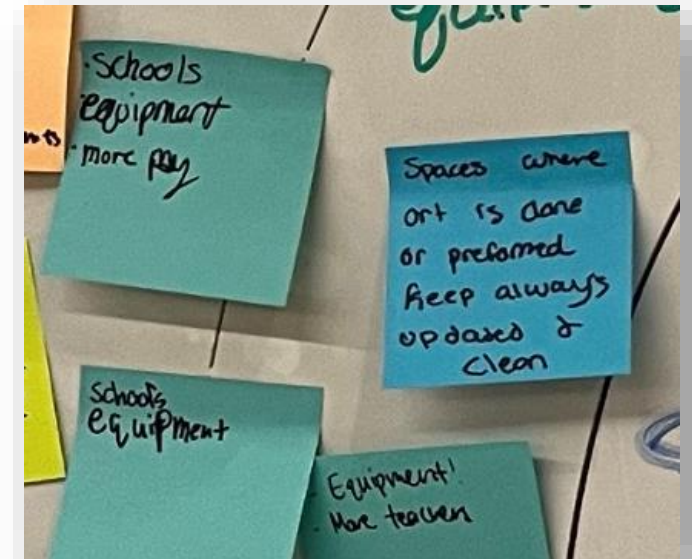 · Schools
equipment
· more pay
Spaces where
art is done
or prefomed
Keep always
updated &
clean
Schools
equipment
· Equipment!
· More teachers